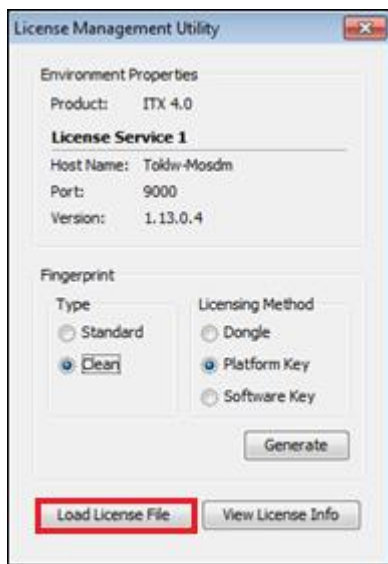 License Management Utility
Environment Properties
Product: ITX 4.0
License Service 1
Host Name: Toklw-Mosdm
Port: 9000
Version: 1.13.0.4
Fingerprint
Type
Licensing Method
Standard
Dongle
Clean
Platform Key
Software Key
Generate
Load License File
View License Info